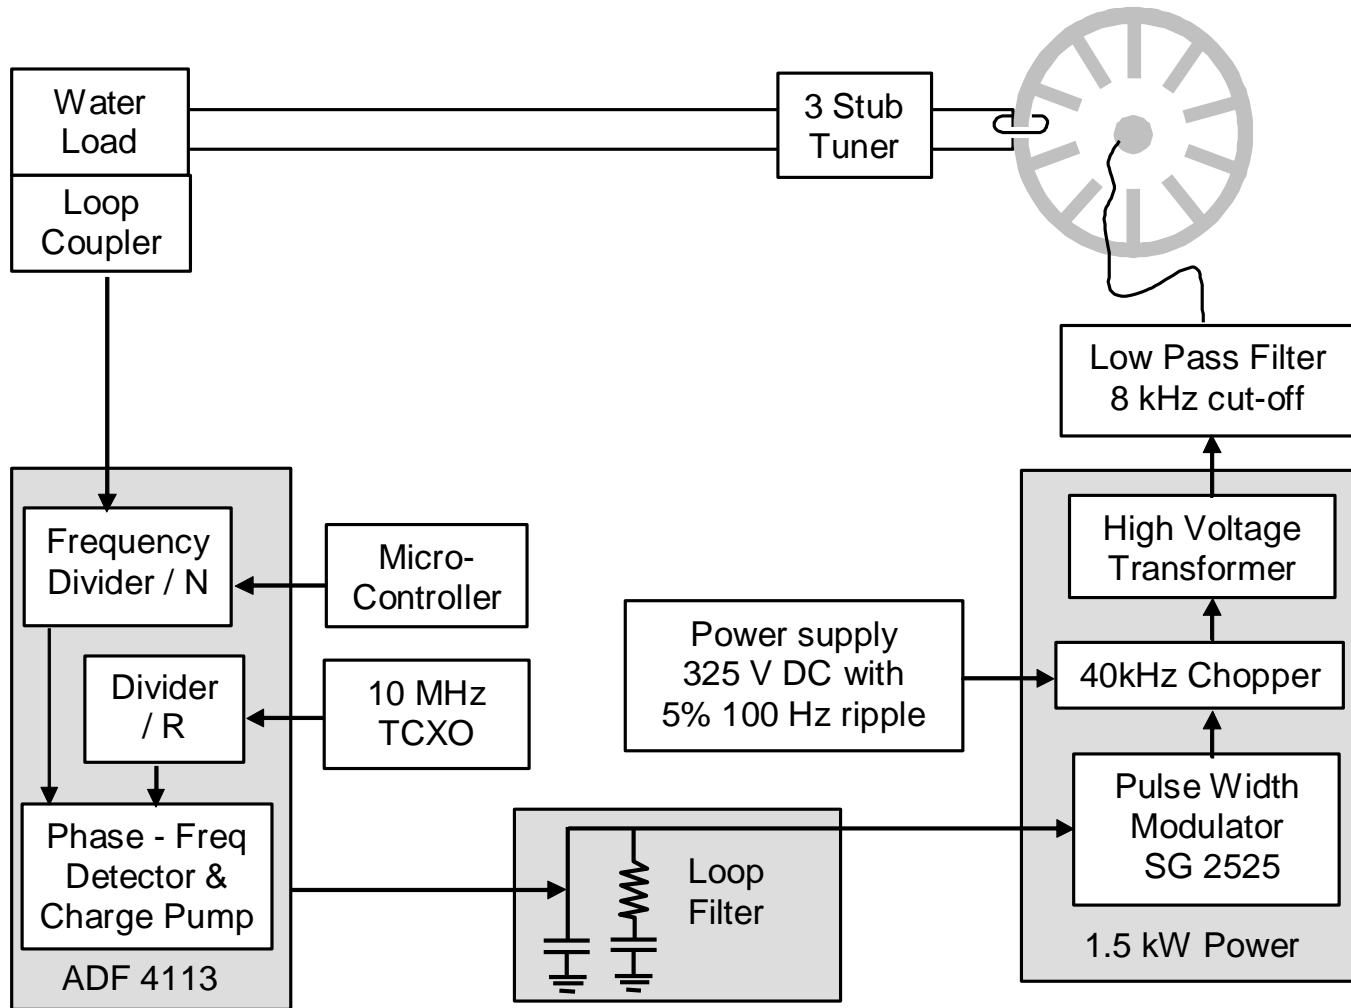 Water
Load
3 Stub
Tuner
Loop
Coupler
Low Pass Filter
8 kHz cut-off
Frequency
Divider / N
Micro-
Controller
High Voltage
Transformer
Power supply
325 V DC with
5% 100 Hz ripple
40kHz Chopper
Divider
/ R
10 MHz
TCXO
Pulse Width
Modulator
SG 2525
Phase - Freq
Detector &
Charge Pump
Loop
Filter
ADF 4113
1.5 kW Power